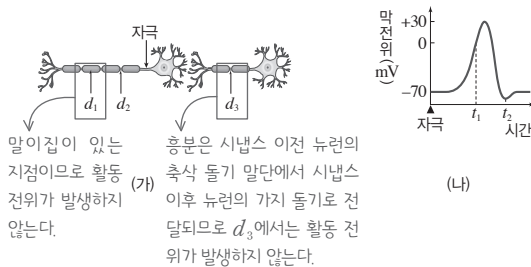 자극
d₁
d₂
d₃
말이집이 있는
지점이므로 활동
전위가 발생하지
않는다.
(가)
흥분은 시냅스 이전 뉴런의
축삭 돌기 말단에서 시냅스
이후 뉴런의 가지 돌기로 전
달되므로 d₃에서는 활동 전
위가 발생하지 않는다.
막전위(mV)
+30
0
-70
자극
t₁
t₂
시간
(나)